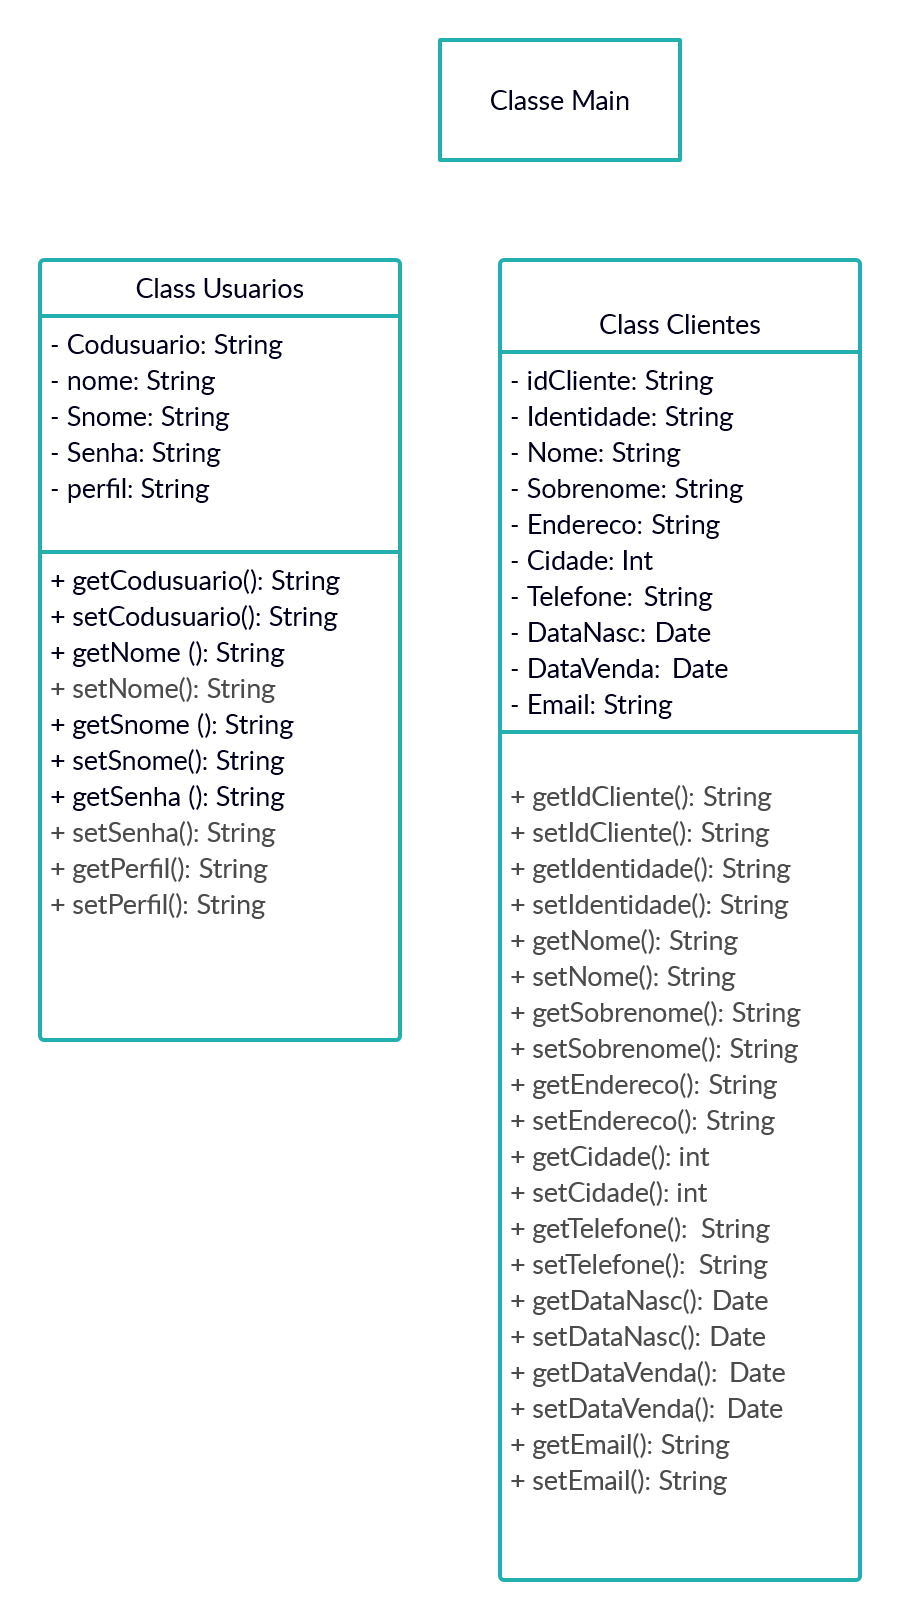 Classe Main
Class Usuarios
- Codusuario: String
- nome: String
- Snome: String
- Senha: String
- perfil: String
+ getCodusuario(): String
+ setCodusuario(): String
+ getNome (): String
+ setNome(): String
+ getSnome (): String
+ setSnome(): String
+ getSenha (): String
+ setSenha(): String
+ getPerfil(): String
+ setPerfil(): String
Class Clientes
- idCliente: String
- Identidade: String
- Nome: String
- Sobrenome: String
- Endereco: String
- Cidade: Int
- Telefone: String
- DataNasc: Date
- DataVenda: Date
- Email: String
+ getIdCliente(): String
+ setIdCliente(): String
+ getIdentidade(): String
+ setIdentidade(): String
+ getNome(): String
+ setNome(): String
+ getSobrenome(): String
+ setSobrenome(): String
+ getEndereco(): String
+ setEndereco(): String
+ getCidade(): int
+ setCidade(): int
+ getTelefone(): String
+ setTelefone(): String
+ getDataNasc(): Date
+ setDataNasc(): Date
+ getDataVenda(): Date
+ setDataVenda(): Date
+ getEmail(): String
+ setEmail(): String